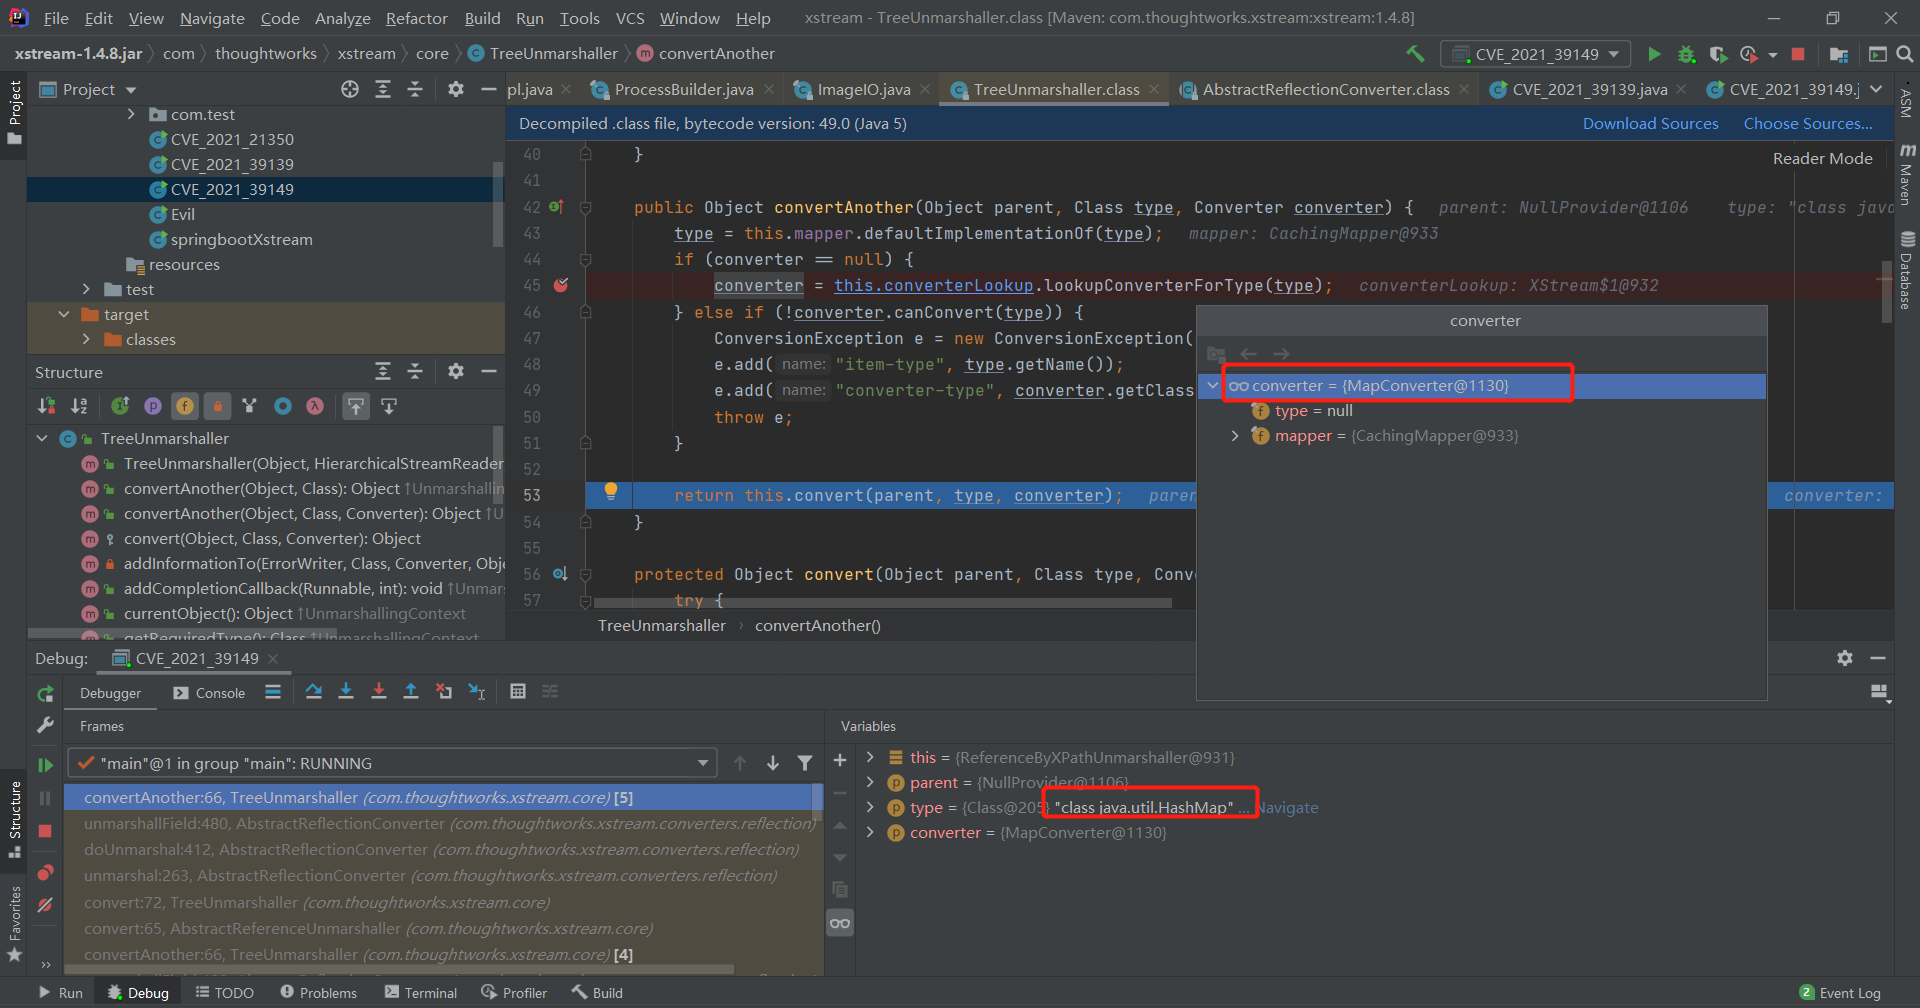 File Edit View Navigate Code Analyze Refactor Build Run Tools VCS Window Help xstream - TreeUnmarshaller.class [Maven: com.thoughtworks.xstream:xstream:1.4.8]
xstream-1.4.8.jar com thoughtworks xstream core TreeUnmarshaller convertAnother CVE_2021_39149
Project
pl.java ProcessBuilder.java ImageIO.java TreeUnmarshaller.class AbstractReflectionConverter.class CVE_2021_39139.java CVE_2021_39149.j
com.test
CVE_2021_21350
CVE_2021_39139
CVE_2021_39149
Evil
springbootXstream
resources
test
target
classes
Decompiled .class file, bytecode version: 49.0 (Java 5) Download Sources Choose Sources...
Reader Mode
40 }
41
42 public Object convertAnother(Object parent, Class type, Converter converter) { parent: NullProvider@1106 type: "class java
43 type = this.mapper.defaultImplementationOf(type); mapper: CachingMapper@933
44 if (converter == null) {
45 converter = this.converterLookup.lookupConverterForType(type); converterLookup: XStream$1@932
46 } else if (!converter.canConvert(type)) {
47 ConversionException e = new ConversionException(
48 e.add( name: "item-type", type.getName());
49 e.add( name: "converter-type", converter.getClass
50 throw e;
51 }
52
53 return this.convert(parent, type, converter); paren converter:
54 }
55
56 protected Object convert(Object parent, Class type, Conv
57 try {
TreeUnmarshaller convertAnother()
converter
converter = {MapConverter@1130}
type = null
mapper = {CachingMapper@933}
Structure
TreeUnmarshaller
TreeUnmarshaller(Object, HierarchicalStreamReader
convertAnother(Object, Class): Object ↑Unmarshallin
convertAnother(Object, Class, Converter): Object ↑U
convert(Object, Class, Converter): Object
addInformationTo(ErrorWriter, Class, Converter, Obje
addCompletionCallback(Runnable, int): void ↑Unmars
currentObject(): Object ↑UnmarshallingContext
getRequiredType(): Class ↑UnmarshallingContext
Debug: CVE_2021_39149
Debugger Console
Frames
"main"@1 in group "main": RUNNING
convertAnother:66, TreeUnmarshaller (com.thoughtworks.xstream.core) [5]
unmarshallField:480, AbstractReflectionConverter (com.thoughtworks.xstream.converters.reflection)
doUnmarshal:412, AbstractReflectionConverter (com.thoughtworks.xstream.converters.reflection)
unmarshal:263, AbstractReflectionConverter (com.thoughtworks.xstream.converters.reflection)
convert:72, TreeUnmarshaller (com.thoughtworks.xstream.core)
convert:65, AbstractReferenceUnmarshaller (com.thoughtworks.xstream.core)
convertAnother:66, TreeUnmarshaller (com.thoughtworks.xstream.core) [4]
Variables
this = {ReferenceByXPathUnmarshaller@931}
parent = {NullProvider@1106}
type = {Class@205} "class java.util.HashMap" ... Navigate
converter = {MapConverter@1130}
Project
Structure
Favorites
ASM
Maven
Database
Run Debug TODO Problems Terminal Profiler Build 2 Event Log